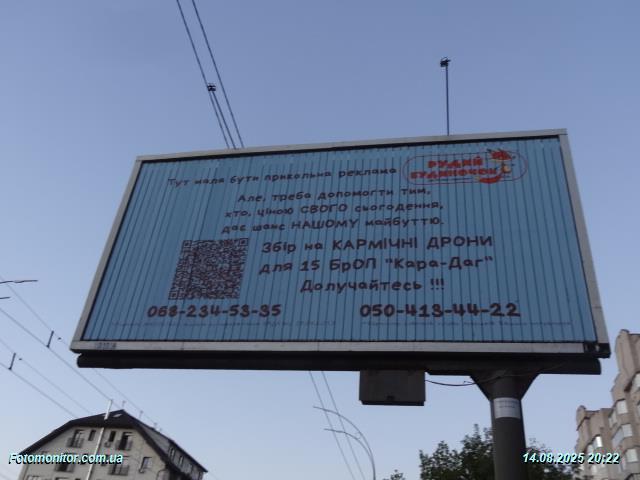 Тут мала бути прикольна реклама
РУДИЙ
БУДИНОЧОК
Але, треба допомогти тим,
хто, ціною СВОГО сьогодення,
дає шанс НАШОМУ майбуттю.
Збір на КАРМІЧНІ ДРОНИ
для 15 БрОП "Кара-Даг"
Долучайтесь !!!
068-234-53-35
050-413-44-22
Fotomonitor.com.ua
14.08.2025 20:22